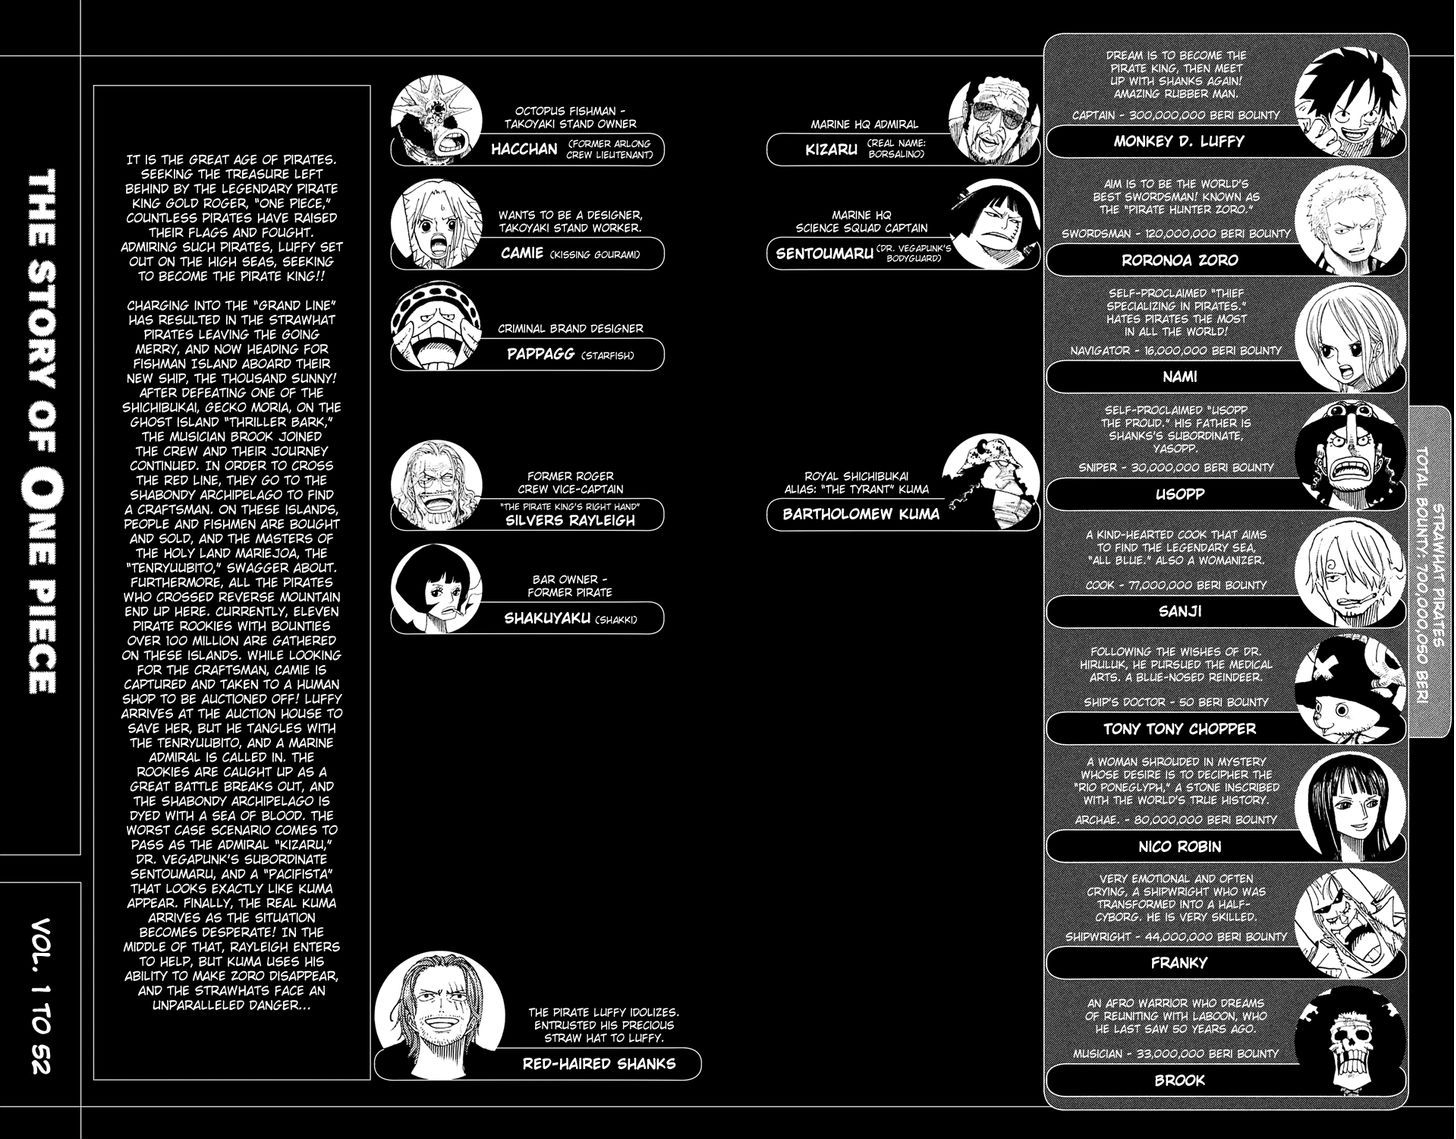 THE STORY OF ONE PIECE
VOL. 1 TO 52
IT IS THE GREAT AGE OF PIRATES.
SEEKING THE TREASURE LEFT
BEHIND BY THE LEGENDARY PIRATE
KING GOLD ROGER, "ONE PIECE,"
COUNTLESS PIRATES HAVE RAISED
THEIR FLAGS AND FOUGHT.
ADMIRING SUCH PIRATES, LUFFY SET
OUT ON THE HIGH SEAS, SEEKING
TO BECOME THE PIRATE KING!!
CHARGING INTO THE "GRAND LINE"
HAS RESULTED IN THE STRAWHAT
PIRATES LEAVING THE GOING
MERRY, AND NOW HEADING FOR
FISHMAN ISLAND ABOARD THEIR
NEW SHIP, THE THOUSAND SUNNY!
AFTER DEFEATING ONE OF THE
SHICHIBUKAI, GECKO MORIA, ON THE
GHOST ISLAND "THRILLER BARK,"
THE MUSICIAN BROOK JOINED
THE CREW AND THEIR JOURNEY
CONTINUED. IN ORDER TO CROSS
THE RED LINE, THEY GO TO THE
SHABONDY ARCHIPELAGO TO FIND
A CRAFTSMAN. ON THESE ISLANDS,
PEOPLE AND FISHMEN ARE BOUGHT
AND SOLD, AND THE MASTERS OF
THE HOLY LAND MARIEJOA, THE
"TENRYUUBITO," SWAGGER ABOUT.
FURTHERMORE, ALL THE PIRATES
WHO CROSSED REVERSE MOUNTAIN
END UP HERE. CURRENTLY, ELEVEN
PIRATE ROOKIES WITH BOUNTIES
OVER 100 MILLION ARE GATHERED
ON THESE ISLANDS. WHILE LOOKING
FOR THE CRAFTSMAN, CAMIE IS
CAPTURED AND TAKEN TO A HUMAN
SHOP TO BE AUCTIONED OFF! LUFFY
ARRIVES AT THE AUCTION HOUSE TO
SAVE HER, BUT HE TANGLES WITH
THE TENRYUUBITO, AND A MARINE
ADMIRAL IS CALLED IN. THE
ROOKIES ARE CAUGHT UP AS A
GREAT BATTLE BREAKS OUT, AND
THE SHABONDY ARCHIPELAGO IS
DYED WITH A SEA OF BLOOD. THE
WORST CASE SCENARIO COMES TO
PASS AS THE ADMIRAL "KIZARU,"
DR. VEGAPUNK'S SUBORDINATE
SENTOUMARU, AND A "PACIFISTA"
THAT LOOKS EXACTLY LIKE KUMA
APPEAR. FINALLY, THE REAL KUMA
ARRIVES AS THE SITUATION
BECOMES DESPERATE! IN THE
MIDDLE OF THAT, RAYLEIGH ENTERS
TO HELP, BUT KUMA USES HIS
ABILITY TO MAKE ZORO DISAPPEAR,
AND THE STRAWHATS FACE AN
UNPARALLELED DANGER...
OCTOPUS FISHMAN -
TAKOYAKI STAND OWNER
HACCHAN (FORMER ARLONG
CREW LIEUTENANT)
WANTS TO BE A DESIGNER,
TAKOYAKI STAND WORKER.
CAMIE (KISSING GOURAMI)
CRIMINAL BRAND DESIGNER
PAPPAGG (STARFISH)
FORMER ROGER
CREW VICE-CAPTAIN
"THE PIRATE KING'S RIGHT HAND"
SILVERS RAYLEIGH
BAR OWNER -
FORMER PIRATE
SHAKUYAKU (SHAKKI)
THE PIRATE LUFFY IDOLIZES.
ENTRUSTED HIS PRECIOUS
STRAW HAT TO LUFFY.
RED-HAIRED SHANKS
MARINE HQ ADMIRAL
KIZARU (REAL NAME:
BORSALINO)
MARINE HQ
SCIENCE SQUAD CAPTAIN
SENTOUMARU (DR. VEGAPUNK'S
BODYGUARD)
ROYAL SHICHIBUKAI
ALIAS: "THE TYRANT" KUMA
BARTHOLOMEW KUMA
DREAM IS TO BECOME THE
PIRATE KING, THEN MEET
UP WITH SHANKS AGAIN!
AMAZING RUBBER MAN.
CAPTAIN - 300,000,000 BERI BOUNTY
MONKEY D. LUFFY
AIM IS TO BE THE WORLD'S
BEST SWORDSMAN! KNOWN AS
THE "PIRATE HUNTER ZORO."
SWORDSMAN - 120,000,000 BERI BOUNTY
RORONOA ZORO
SELF-PROCLAIMED "THIEF
SPECIALIZING IN PIRATES."
HATES PIRATES THE MOST
IN ALL THE WORLD!
NAVIGATOR - 16,000,000 BERI BOUNTY
NAMI
SELF-PROCLAIMED "USOPP
THE PROUD." HIS FATHER IS
SHANKS'S SUBORDINATE,
YASOPP.
SNIPER - 30,000,000 BERI BOUNTY
USOPP
A KIND-HEARTED COOK THAT AIMS
TO FIND THE LEGENDARY SEA,
"ALL BLUE." ALSO A WOMANIZER.
COOK - 77,000,000 BERI BOUNTY
SANJI
FOLLOWING THE WISHES OF DR.
HIRULUK, HE PURSUED THE MEDICAL
ARTS. A BLUE-NOSED REINDEER.
SHIP'S DOCTOR - 50 BERI BOUNTY
TONY TONY CHOPPER
A WOMAN SHROUDED IN MYSTERY
WHOSE DESIRE IS TO DECIPHER THE
"RIO PONEGLYPH," A STONE INSCRIBED
WITH THE WORLD'S TRUE HISTORY.
ARCHAE. - 80,000,000 BERI BOUNTY
NICO ROBIN
VERY EMOTIONAL AND OFTEN
CRYING, A SHIPWRIGHT WHO WAS
TRANSFORMED INTO A HALF-
CYBORG. HE IS VERY SKILLED.
SHIPWRIGHT - 44,000,000 BERI BOUNTY
FRANKY
AN AFRO WARRIOR WHO DREAMS
OF REUNITING WITH LABOON, WHO
HE LAST SAW 50 YEARS AGO.
MUSICIAN - 33,000,000 BERI BOUNTY
BROOK
STRAWHAT PIRATES
TOTAL BOUNTY: 700,000,050 BERI